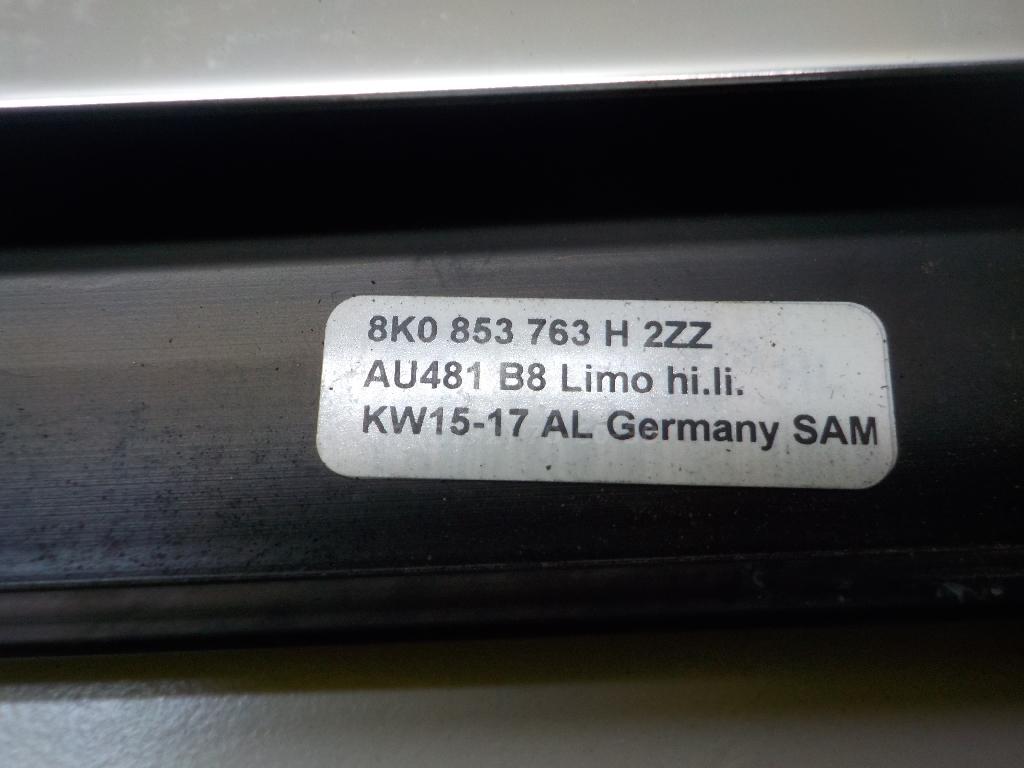 8K0 853 763 H 2ZZ
AU481 B8 Limo hi.li.
KW15-17 AL Germany SAM